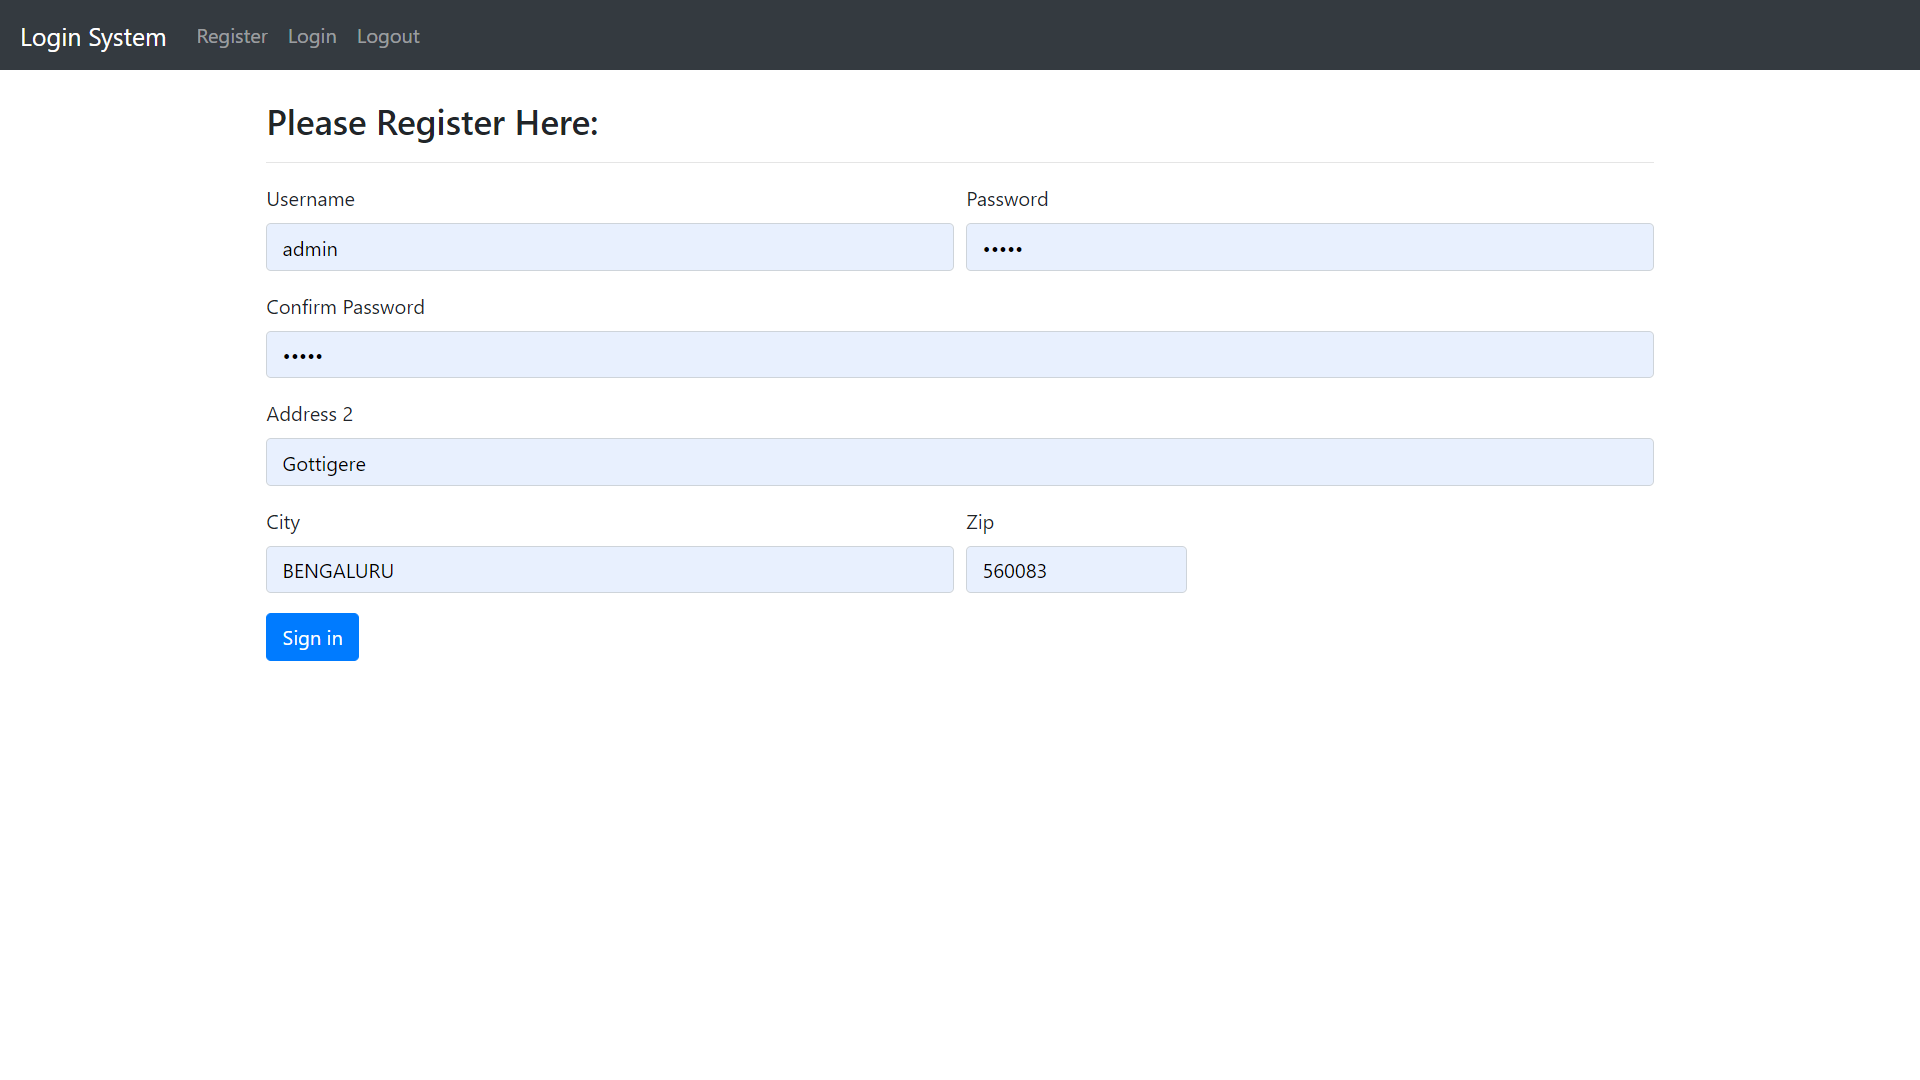 Login System Register Login Logout
Please Register Here:
Username Password
admin •••••
Confirm Password
•••••
Address 2
Gottigere
City Zip
BENGALURU 560083
Sign in